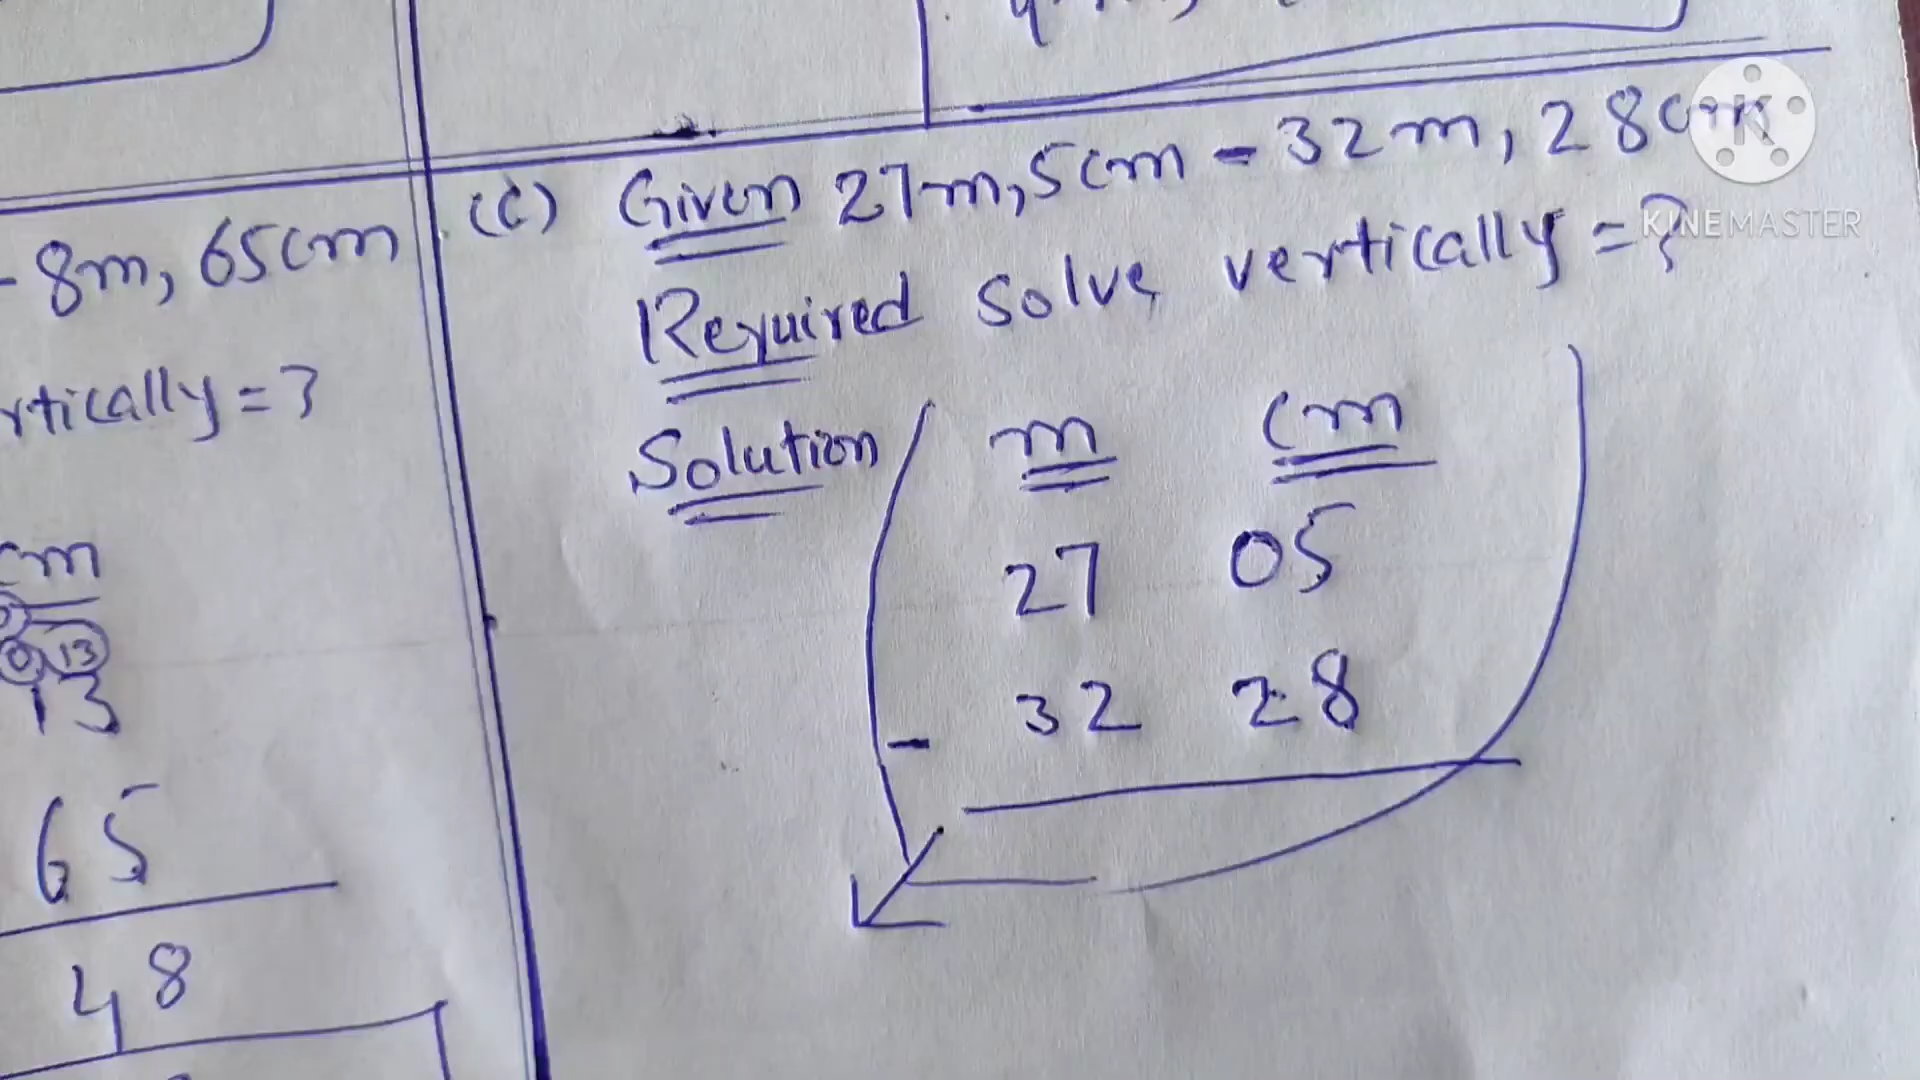 - 8m, 65cm
rtically = ?
cm
13
13
65
48
(C) Given 27m, 5cm - 32m, 28cm
Required Solve vertically = ?
Solution
m cm
27 05
- 32 28
KINEMASTER